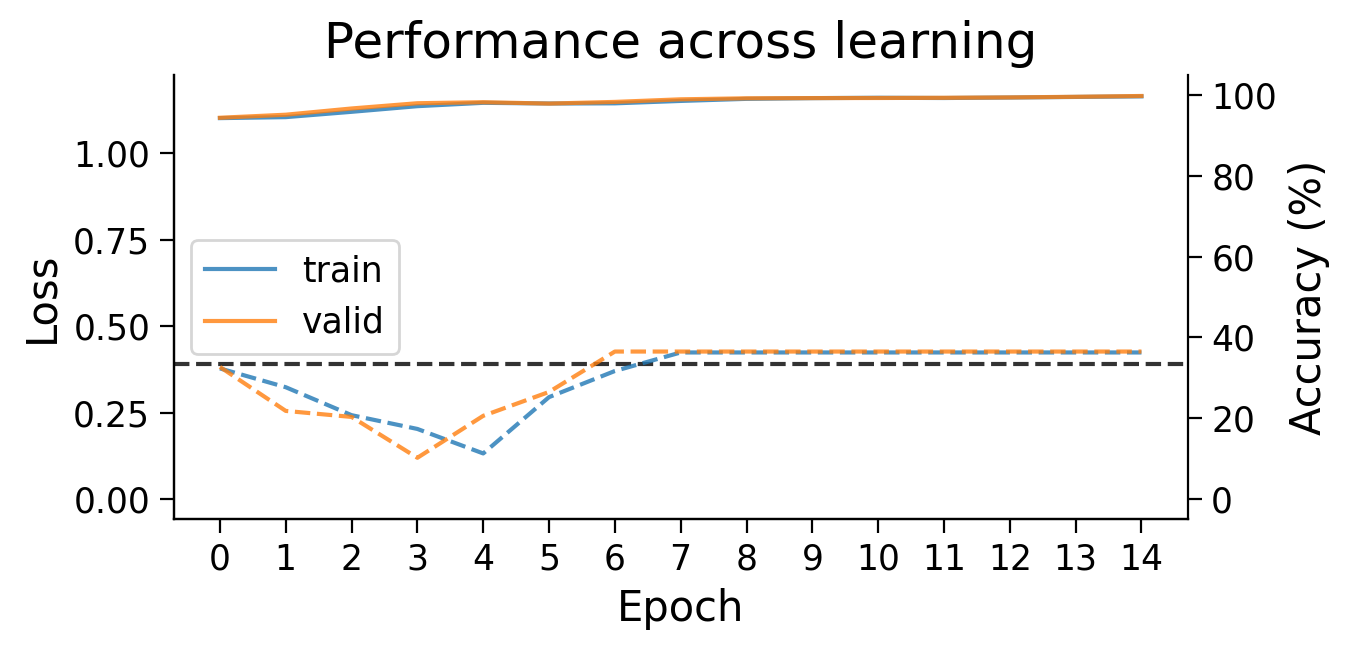 Performance across learning
Loss
1.00
0.75
0.50
0.25
0.00
train
valid
100
80
60
40
20
0
Accuracy (%)
0 1 2 3 4 5 6 7 8 9 10 11 12 13 14
Epoch